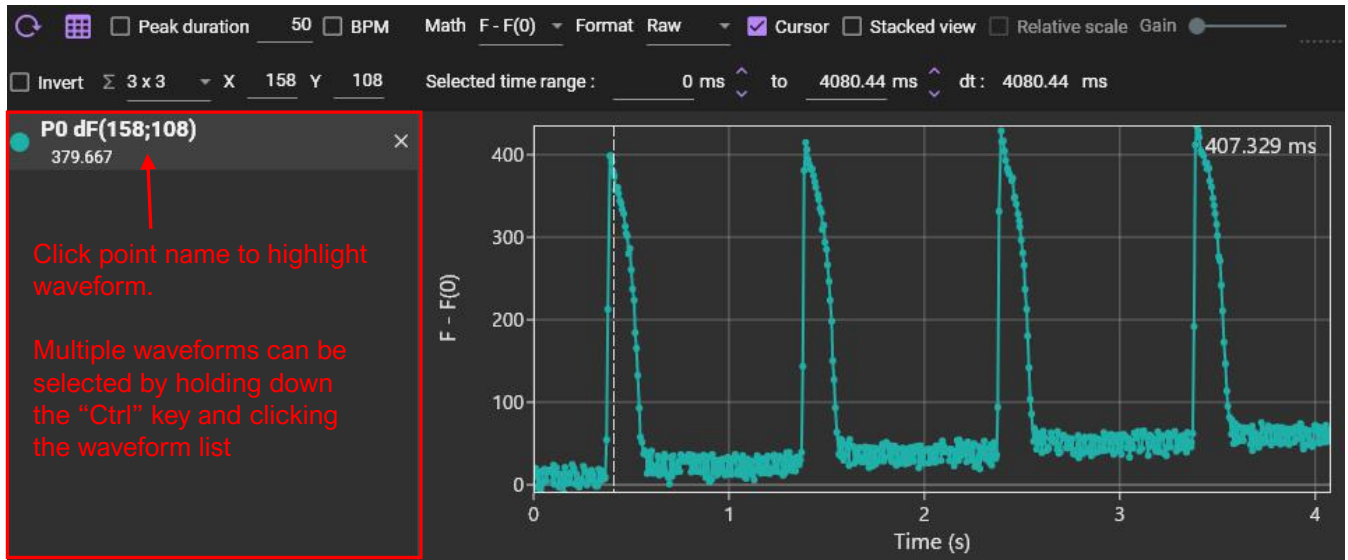 Peak duration 50 BPM Math F - F(0) Format Raw Cursor Stacked view Relative scale Gain
Invert Σ 3 x 3 X 158 Y 108 Selected time range : 0 ms to 4080.44 ms dt : 4080.44 ms
P0 dF(158;108)
379.667
Click point name to highlight
waveform.
Multiple waveforms can be
selected by holding down
the “Ctrl” key and clicking
the waveform list
407.329 ms
F - F(0)
400
300
200
100
0
0 1 2 3 4
Time (s)